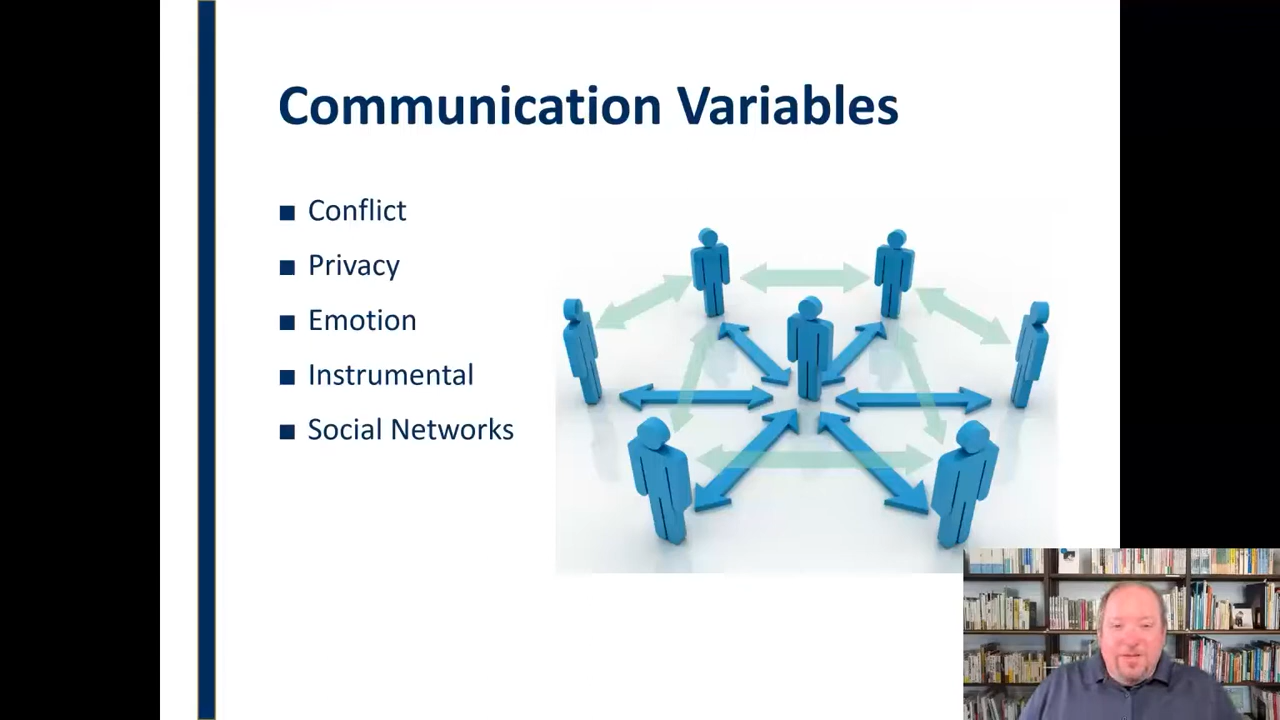 Communication Variables
Conflict
Privacy
Emotion
Instrumental
Social Networks